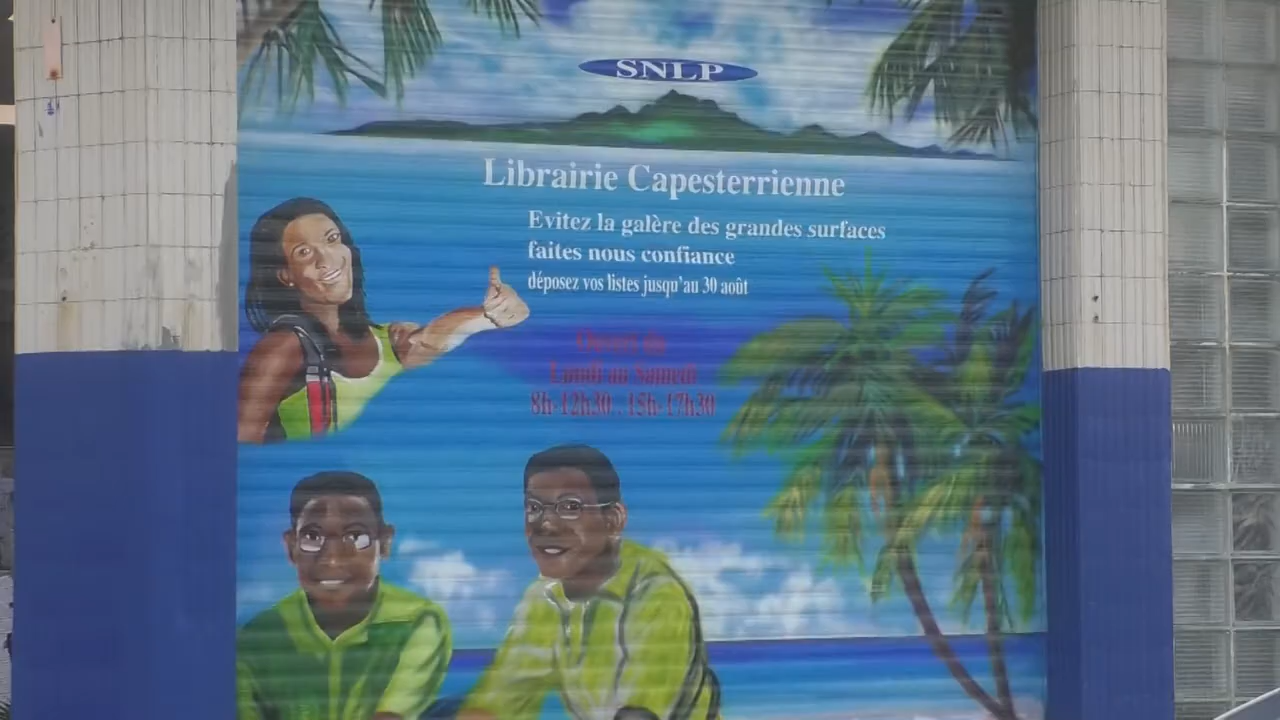 SNLP
Librairie Capesterrienne
Evitez la galère des grandes surfaces
faites nous confiance
déposez vos listes jusqu'au 30 août
Ouvert du
Lundi au Samedi
8h-12h30 . 15h-17h30